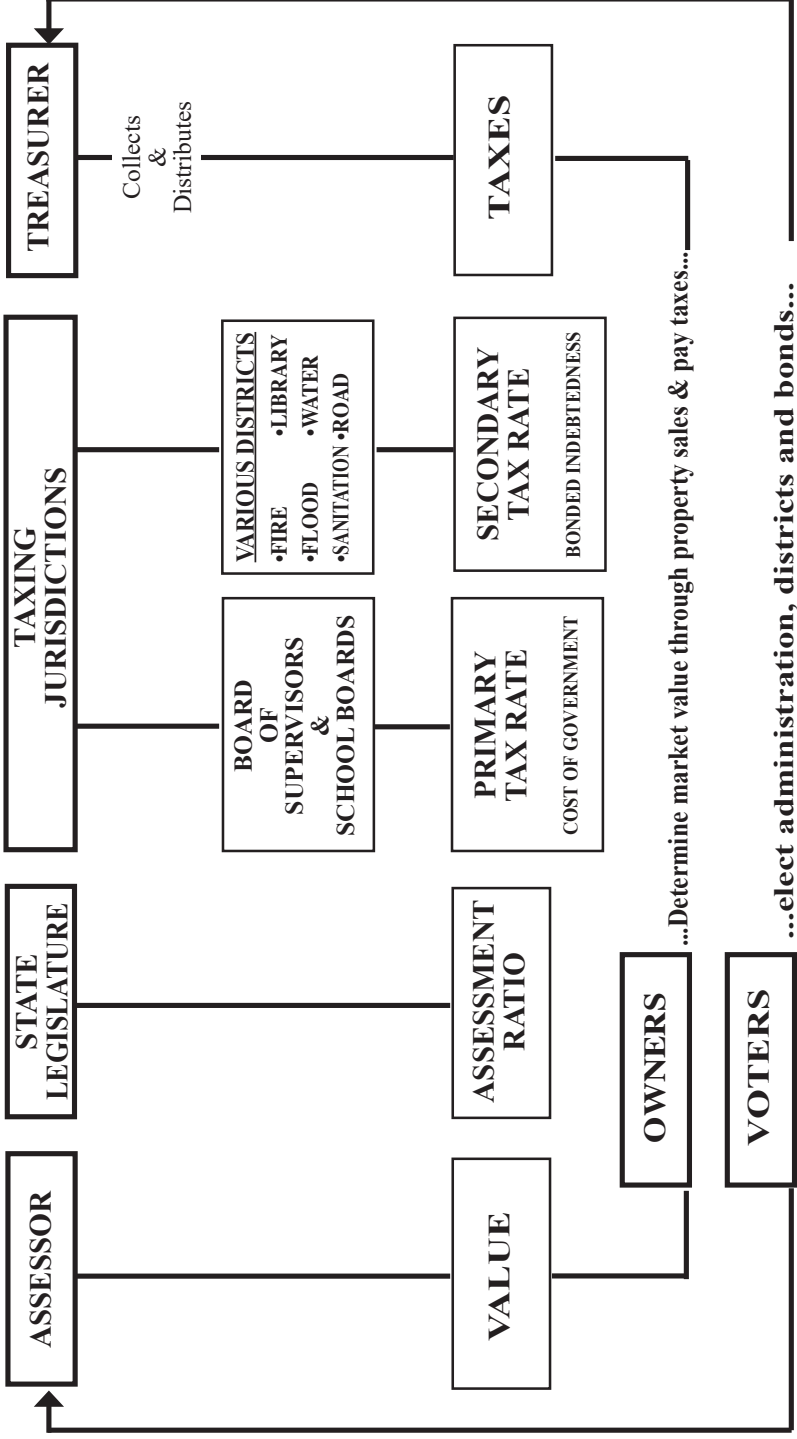 ASSESSOR
STATE
LEGISLATURE
TAXING
JURISDICTIONS
TREASURER
Collects
&
Distributes
BOARD
OF
SUPERVISORS
&
SCHOOL BOARDS
VARIOUS DISTRICTS
•FIRE •LIBRARY
•FLOOD •WATER
•SANITATION •ROAD
VALUE
ASSESSMENT
RATIO
PRIMARY
TAX RATE
COST OF GOVERNMENT
SECONDARY
TAX RATE
BONDED INDEBTEDNESS
TAXES
OWNERS
...Determine market value through property sales & pay taxes...
VOTERS
...elect administration, districts and bonds...